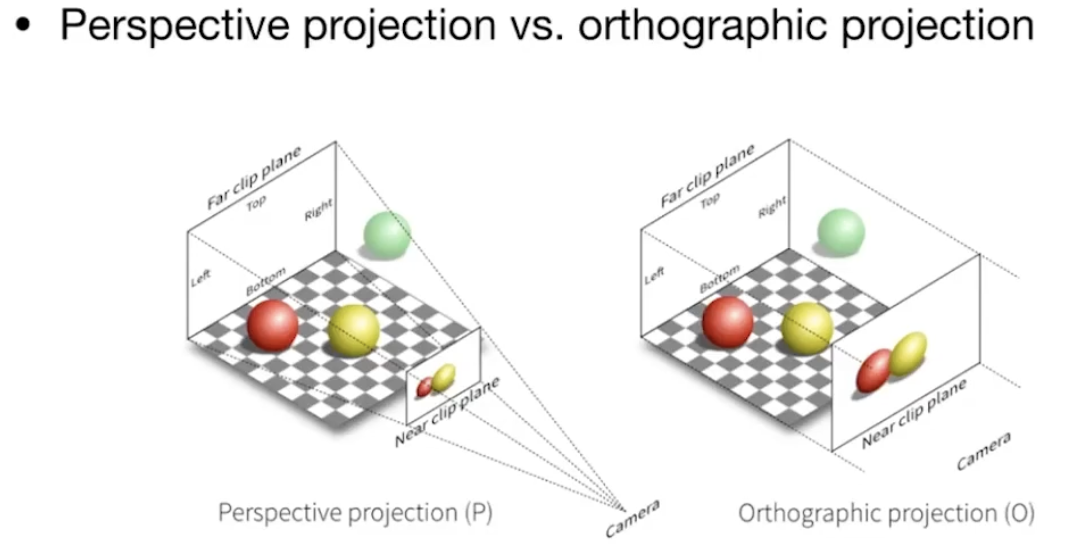 • Perspective projection vs. orthographic projection
Far clip plane
Top
Right
Left
Bottom
Near clip plane
Camera
Perspective projection (P)
Far clip plane
Top
Right
Left
Bottom
Near clip plane
Camera
Orthographic projection (O)